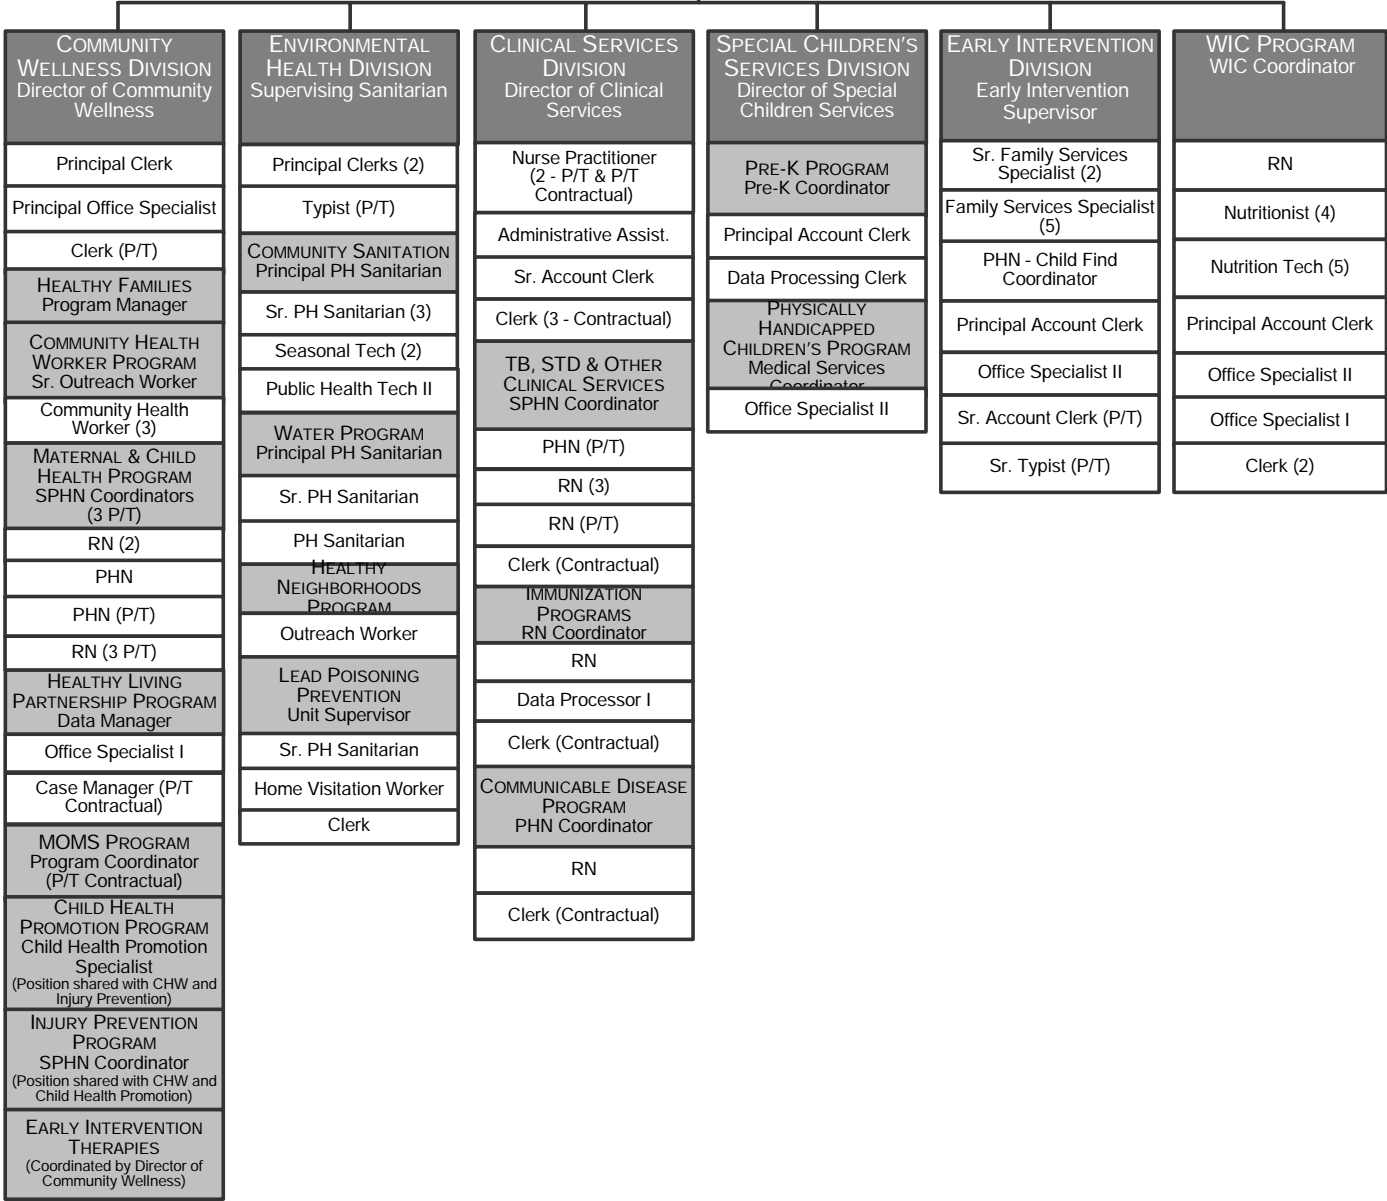 COMMUNITY
WELLNESS DIVISION
Director of Community
Wellness
Principal Clerk
Principal Office Specialist
Clerk (P/T)
HEALTHY FAMILIES
Program Manager
COMMUNITY HEALTH
WORKER PROGRAM
Sr. Outreach Worker
Community Health
Worker (3)
MATERNAL & CHILD
HEALTH PROGRAM
SPHN Coordinators
(3 P/T)
RN (2)
PHN
PHN (P/T)
RN (3 P/T)
HEALTHY LIVING
PARTNERSHIP PROGRAM
Data Manager
Office Specialist I
Case Manager (P/T
Contractual)
MOMS PROGRAM
Program Coordinator
(P/T Contractual)
CHILD HEALTH
PROMOTION PROGRAM
Child Health Promotion
Specialist
(Position shared with CHW and
Injury Prevention)
INJURY PREVENTION
PROGRAM
SPHN Coordinator
(Position shared with CHW and
Child Health Promotion)
EARLY INTERVENTION
THERAPIES
(Coordinated by Director of
Community Wellness)
ENVIRONMENTAL
HEALTH DIVISION
Supervising Sanitarian
Principal Clerks (2)
Typist (P/T)
COMMUNITY SANITATION
Principal PH Sanitarian
Sr. PH Sanitarian (3)
Seasonal Tech (2)
Public Health Tech II
WATER PROGRAM
Principal PH Sanitarian
Sr. PH Sanitarian
PH Sanitarian
HEALTHY
NEIGHBORHOODS
PROGRAM
Outreach Worker
LEAD POISONING
PREVENTION
Unit Supervisor
Sr. PH Sanitarian
Home Visitation Worker
Clerk
CLINICAL SERVICES
DIVISION
Director of Clinical
Services
Nurse Practitioner
(2 - P/T & P/T
Contractual)
Administrative Assist.
Sr. Account Clerk
Clerk (3 - Contractual)
TB, STD & OTHER
CLINICAL SERVICES
SPHN Coordinator
PHN (P/T)
RN (3)
RN (P/T)
Clerk (Contractual)
IMMUNIZATION
PROGRAMS
RN Coordinator
RN
Data Processor I
Clerk (Contractual)
COMMUNICABLE DISEASE
PROGRAM
PHN Coordinator
RN
Clerk (Contractual)
SPECIAL CHILDREN'S
SERVICES DIVISION
Director of Special
Children Services
PRE-K PROGRAM
Pre-K Coordinator
Principal Account Clerk
Data Processing Clerk
PHYSICALLY
HANDICAPPED
CHILDREN'S PROGRAM
Medical Services
Coordinator
Office Specialist II
EARLY INTERVENTION
DIVISION
Early Intervention
Supervisor
Sr. Family Services
Specialist (2)
Family Services Specialist
(5)
PHN - Child Find
Coordinator
Principal Account Clerk
Office Specialist II
Sr. Account Clerk (P/T)
Sr. Typist (P/T)
WIC PROGRAM
WIC Coordinator
RN
Nutritionist (4)
Nutrition Tech (5)
Principal Account Clerk
Office Specialist II
Office Specialist I
Clerk (2)